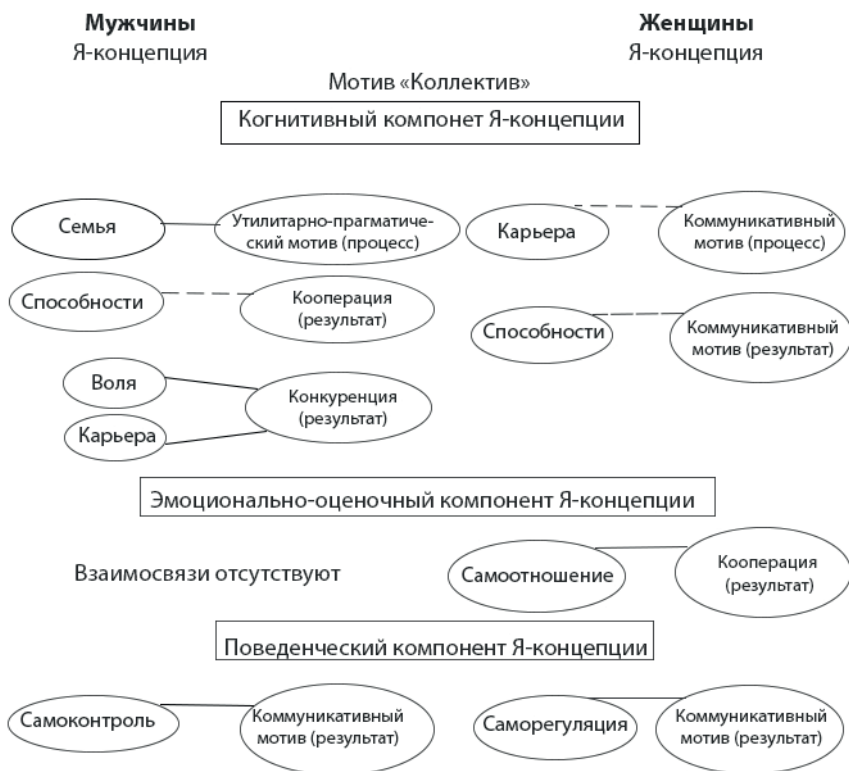 Мужчины
Женщины
Я-концепция
Я-концепция
Мотив «Коллектив»
Когнитивный компонет Я-концепции
Семья
Утилитарно-прагматиче-
ский мотив (процесс)
Карьера
Коммуникативный
мотив (процесс)
Способности
Кооперация
(результат)
Способности
Коммуникативный
мотив (результат)
Воля
Конкуренция
(результат)
Карьера
Эмоционально-оценочный компонент Я-концепции
Взаимосвязи отсутствуют
Самоотношение
Кооперация
(результат)
Поведенческий компонент Я-концепции
Самоконтроль
Коммуникативный
мотив (результат)
Саморегуляция
Коммуникативный
мотив (результат)